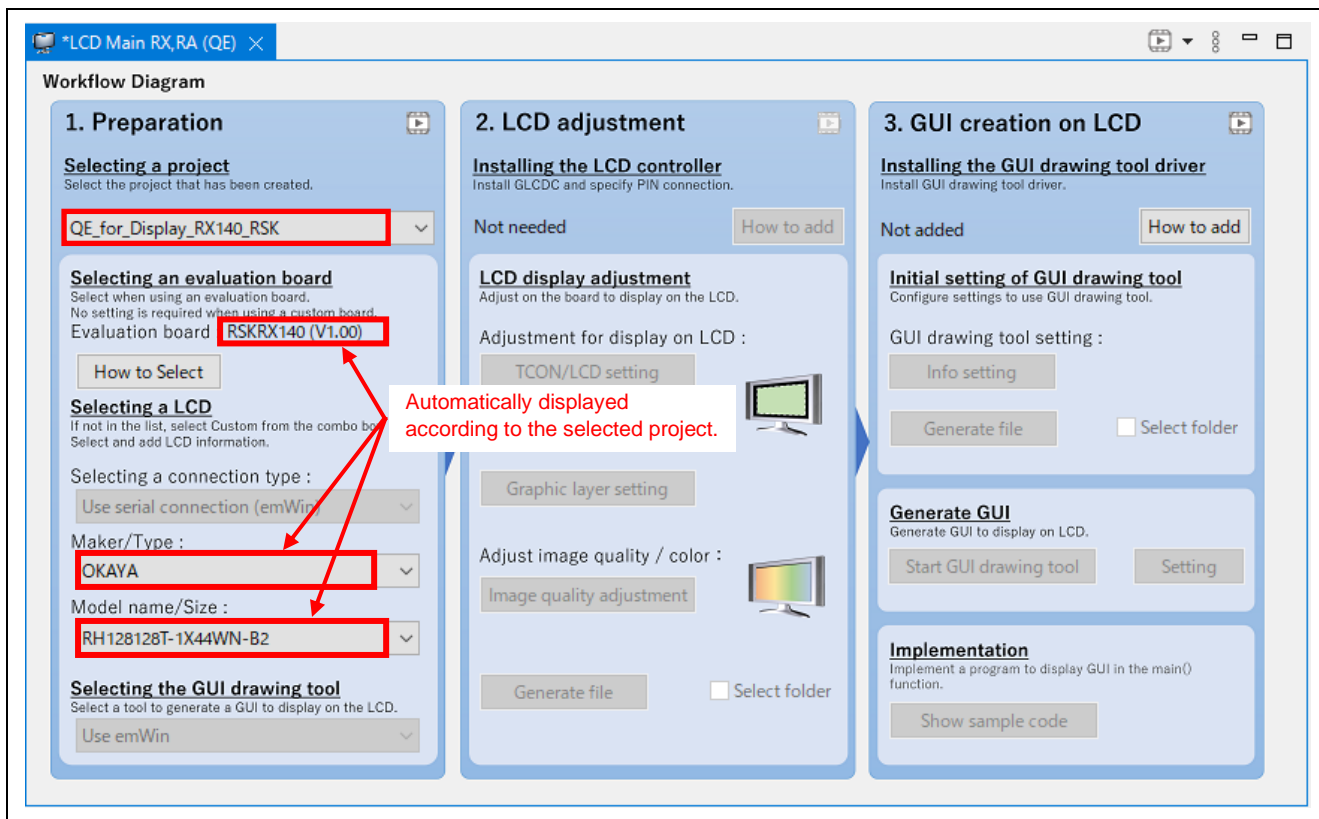 *LCD Main RX,RA (QE)
Workflow Diagram
1. Preparation
Selecting a project
Select the project that has been created.
QE_for_Display_RX140_RSK
Selecting an evaluation board
Select when using an evaluation board.
No setting is required when using a custom board.
Evaluation board RSKRX140 (V1.00)
How to Select
Selecting a LCD
If not in the list, select Custom from the combo bo
Select and add LCD information.
Selecting a connection type :
Use serial connection (emWin)
Maker/Type :
OKAYA
Model name/Size :
RH128128T-1X44WN-B2
Selecting the GUI drawing tool
Select a tool to generate a GUI to display on the LCD.
Use emWin
Automatically displayed
according to the selected project.
2. LCD adjustment
Installing the LCD controller
Install GLCDC and specify PIN connection.
Not needed How to add
LCD display adjustment
Adjust on the board to display on the LCD.
Adjustment for display on LCD :
TCON/LCD setting
Graphic layer setting
Adjust image quality / color :
Image quality adjustment
Generate file Select folder
3. GUI creation on LCD
Installing the GUI drawing tool driver
Install GUI drawing tool driver.
Not added How to add
Initial setting of GUI drawing tool
Configure settings to use GUI drawing tool.
GUI drawing tool setting :
Info setting
Generate file Select folder
Generate GUI
Generate GUI to display on LCD.
Start GUI drawing tool Setting
Implementation
Implement a program to display GUI in the main()
function.
Show sample code